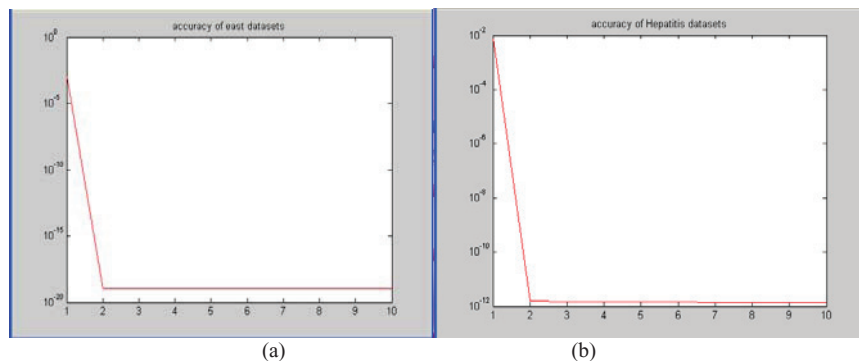 accuracy of east datasets
10^0
10^-5
10^-10
10^-15
10^-20
1 2 3 4 5 6 7 8 9 10
(a)
accuracy of Hepatitis datasets
10^-2
10^-4
10^-6
10^-8
10^-10
10^-12
1 2 3 4 5 6 7 8 9 10
(b)